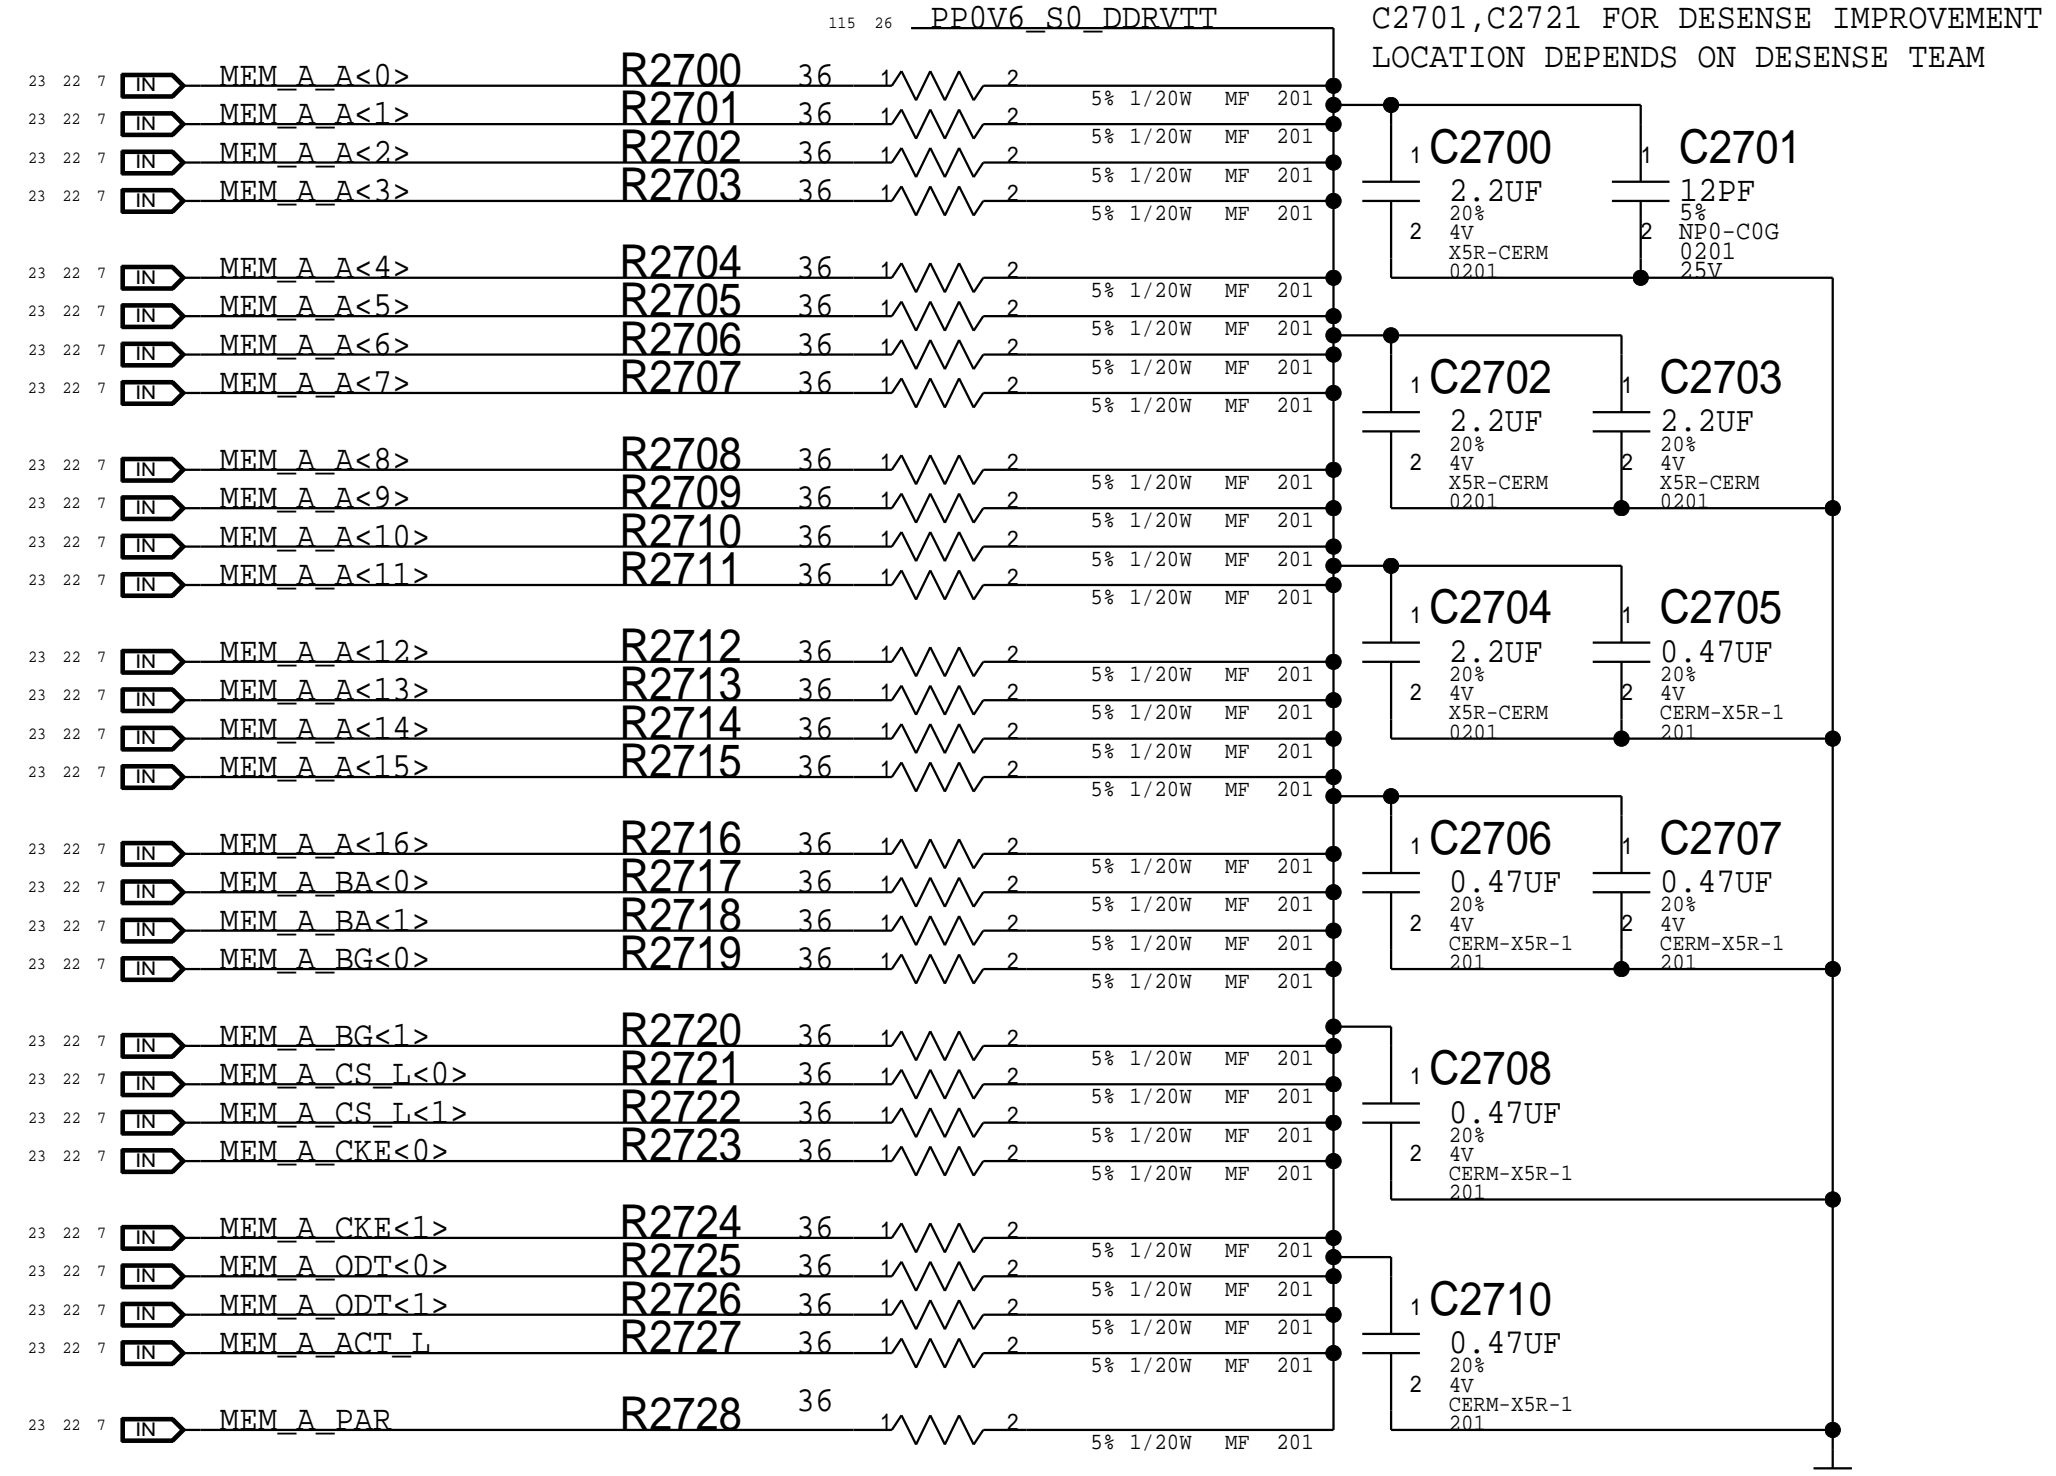 115 26 PP0V6_S0_DDRVTT
C2701,C2721 FOR DESENSE IMPROVEMENT
LOCATION DEPENDS ON DESENSE TEAM
23 22 7 IN MEM_A_A<0> R2700 36 1 2 5% 1/20W MF 201
23 22 7 IN MEM_A_A<1> R2701 36 1 2 5% 1/20W MF 201
23 22 7 IN MEM_A_A<2> R2702 36 1 2 5% 1/20W MF 201
23 22 7 IN MEM_A_A<3> R2703 36 1 2 5% 1/20W MF 201
23 22 7 IN MEM_A_A<4> R2704 36 1 2 5% 1/20W MF 201
23 22 7 IN MEM_A_A<5> R2705 36 1 2 5% 1/20W MF 201
23 22 7 IN MEM_A_A<6> R2706 36 1 2 5% 1/20W MF 201
23 22 7 IN MEM_A_A<7> R2707 36 1 2 5% 1/20W MF 201
23 22 7 IN MEM_A_A<8> R2708 36 1 2 5% 1/20W MF 201
23 22 7 IN MEM_A_A<9> R2709 36 1 2 5% 1/20W MF 201
23 22 7 IN MEM_A_A<10> R2710 36 1 2 5% 1/20W MF 201
23 22 7 IN MEM_A_A<11> R2711 36 1 2 5% 1/20W MF 201
23 22 7 IN MEM_A_A<12> R2712 36 1 2 5% 1/20W MF 201
23 22 7 IN MEM_A_A<13> R2713 36 1 2 5% 1/20W MF 201
23 22 7 IN MEM_A_A<14> R2714 36 1 2 5% 1/20W MF 201
23 22 7 IN MEM_A_A<15> R2715 36 1 2 5% 1/20W MF 201
23 22 7 IN MEM_A_A<16> R2716 36 1 2 5% 1/20W MF 201
23 22 7 IN MEM_A_BA<0> R2717 36 1 2 5% 1/20W MF 201
23 22 7 IN MEM_A_BA<1> R2718 36 1 2 5% 1/20W MF 201
23 22 7 IN MEM_A_BG<0> R2719 36 1 2 5% 1/20W MF 201
23 22 7 IN MEM_A_BG<1> R2720 36 1 2 5% 1/20W MF 201
23 22 7 IN MEM_A_CS_L<0> R2721 36 1 2 5% 1/20W MF 201
23 22 7 IN MEM_A_CS_L<1> R2722 36 1 2 5% 1/20W MF 201
23 22 7 IN MEM_A_CKE<0> R2723 36 1 2 5% 1/20W MF 201
23 22 7 IN MEM_A_CKE<1> R2724 36 1 2 5% 1/20W MF 201
23 22 7 IN MEM_A_ODT<0> R2725 36 1 2 5% 1/20W MF 201
23 22 7 IN MEM_A_ODT<1> R2726 36 1 2 5% 1/20W MF 201
23 22 7 IN MEM_A_ACT_L R2727 36 1 2 5% 1/20W MF 201
23 22 7 IN MEM_A_PAR R2728 36 1 2 5% 1/20W MF 201
1 C2700
2.2UF
20%
2 4V
X5R-CERM
0201
1 C2701
12PF
5%
2 NP0-C0G
0201
25V
1 C2702
2.2UF
20%
2 4V
X5R-CERM
0201
1 C2703
2.2UF
20%
2 4V
X5R-CERM
0201
1 C2704
2.2UF
20%
2 4V
X5R-CERM
0201
1 C2705
0.47UF
20%
2 4V
CERM-X5R-1
201
1 C2706
0.47UF
20%
2 4V
CERM-X5R-1
201
1 C2707
0.47UF
20%
2 4V
CERM-X5R-1
201
1 C2708
0.47UF
20%
2 4V
CERM-X5R-1
201
1 C2710
0.47UF
20%
2 4V
CERM-X5R-1
201